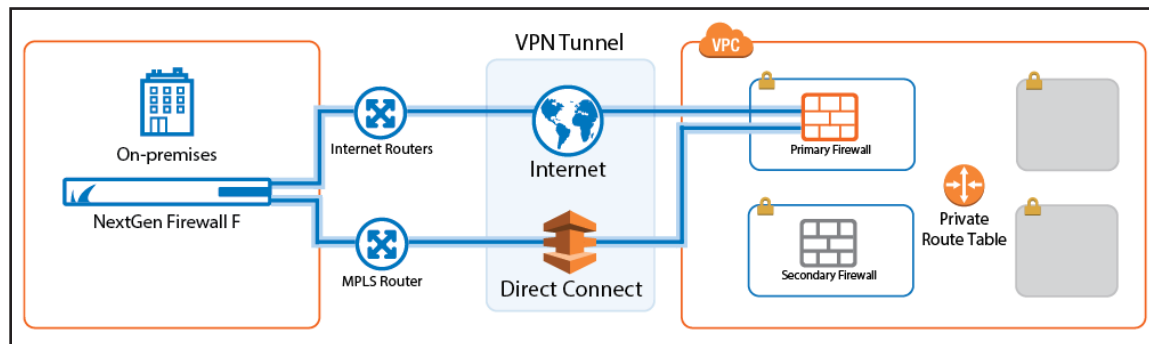 VPN Tunnel
VPC
On-premises
NextGen Firewall F
Internet Routers
MPLS Router
Internet
Direct Connect
Primary Firewall
Secondary Firewall
Private
Route Table